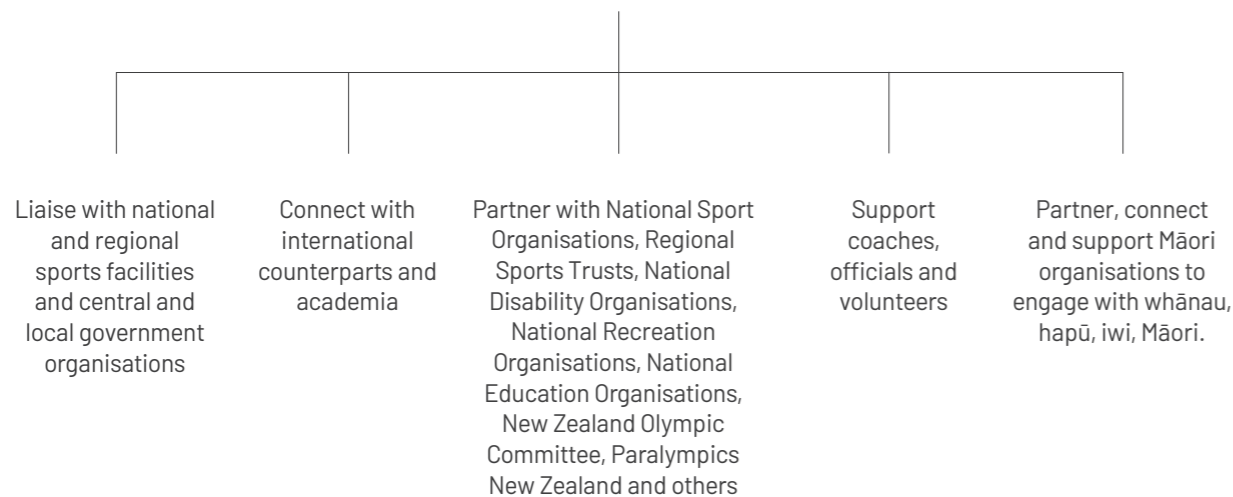 Liaise with national
and regional
sports facilities
and central and
local government
organisations
Connect with
international
counterparts and
academia
Partner with National Sport
Organisations, Regional
Sports Trusts, National
Disability Organisations,
National Recreation
Organisations, National
Education Organisations,
New Zealand Olympic
Committee, Paralympics
New Zealand and others
Support
coaches,
officials and
volunteers
Partner, connect
and support Māori
organisations to
engage with whānau,
hapū, iwi, Māori.